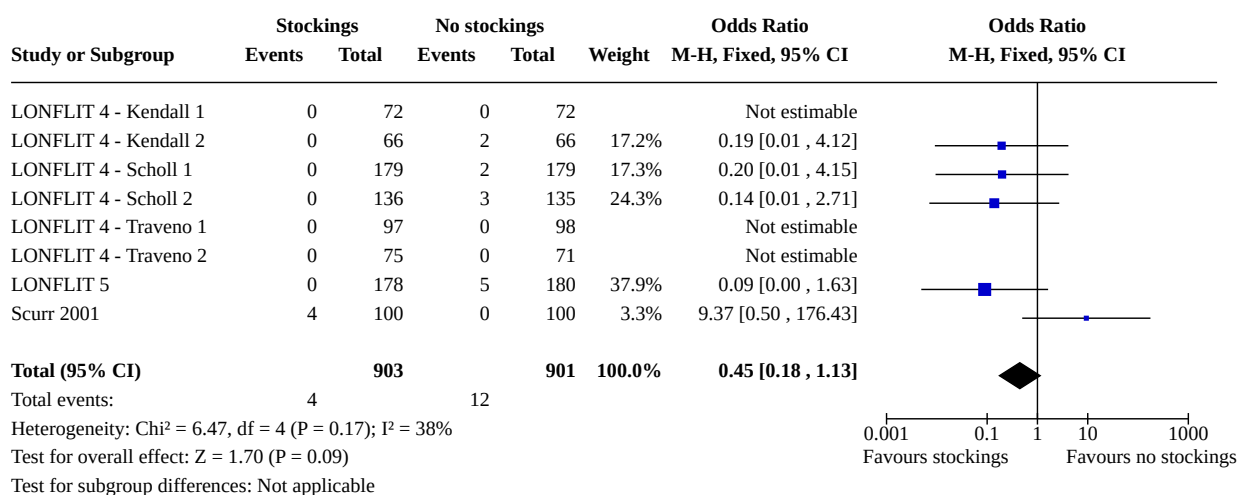 Stockings No stockings Odds Ratio Odds Ratio
Study or Subgroup Events Total Events Total Weight M-H, Fixed, 95% CI M-H, Fixed, 95% CI
LONFLIT 4 - Kendall 1 0 72 0 72 Not estimable
LONFLIT 4 - Kendall 2 0 66 2 66 17.2% 0.19 [0.01 , 4.12]
LONFLIT 4 - Scholl 1 0 179 2 179 17.3% 0.20 [0.01 , 4.15]
LONFLIT 4 - Scholl 2 0 136 3 135 24.3% 0.14 [0.01 , 2.71]
LONFLIT 4 - Traveno 1 0 97 0 98 Not estimable
LONFLIT 4 - Traveno 2 0 75 0 71 Not estimable
LONFLIT 5 0 178 5 180 37.9% 0.09 [0.00 , 1.63]
Scurr 2001 4 100 0 100 3.3% 9.37 [0.50 , 176.43]
Total (95% CI) 903 901 100.0% 0.45 [0.18 , 1.13]
Total events: 4 12
Heterogeneity: Chi² = 6.47, df = 4 (P = 0.17); I² = 38%
0.001 0.1 1 10 1000
Test for overall effect: Z = 1.70 (P = 0.09) Favours stockings Favours no stockings
Test for subgroup differences: Not applicable